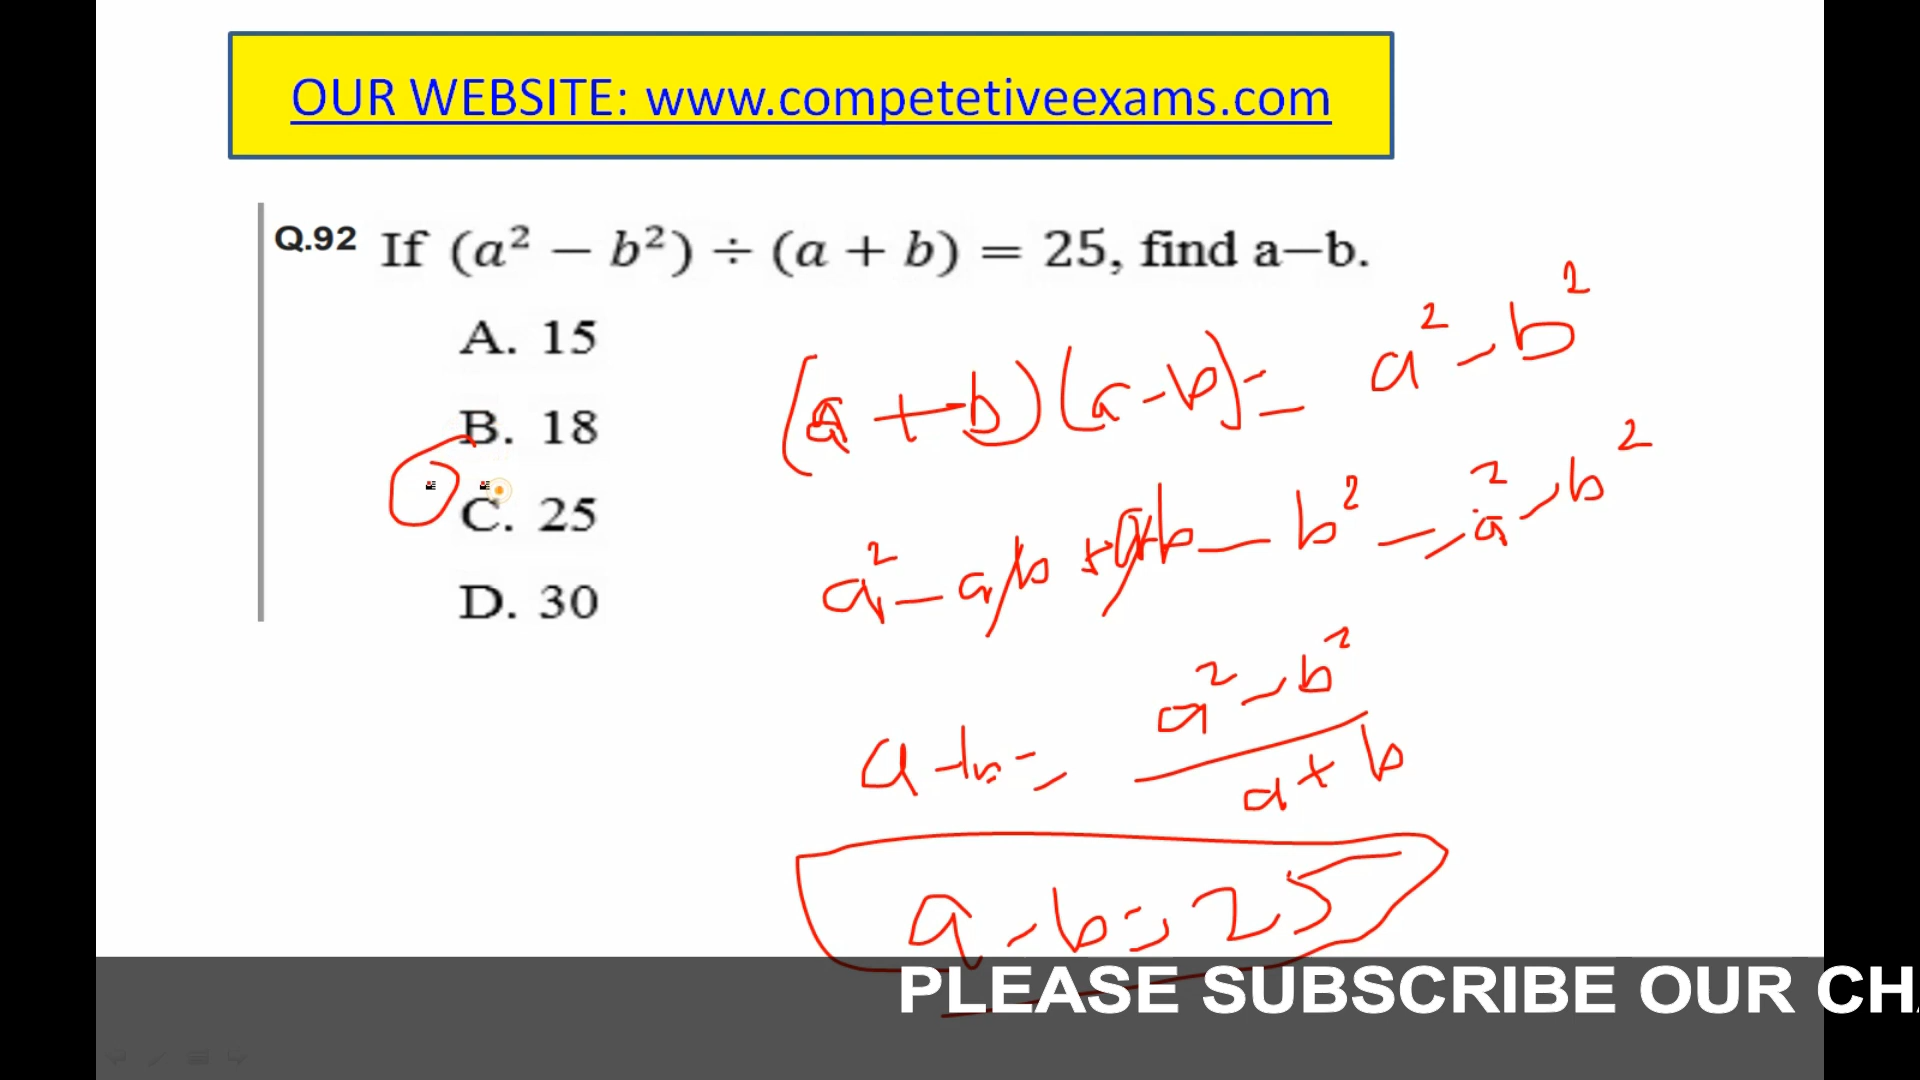 OUR WEBSITE: www.competetiveexams.com
Q.92 If (a² − b²) ÷ (a + b) = 25, find a−b.
A. 15
B. 18
C. 25
D. 30
(a + b)(a - b) = a² - b²
a² - ab + ab - b² = a² - b²
a - b = a² - b² / a + b
a - b = 25
PLEASE SUBSCRIBE OUR CH